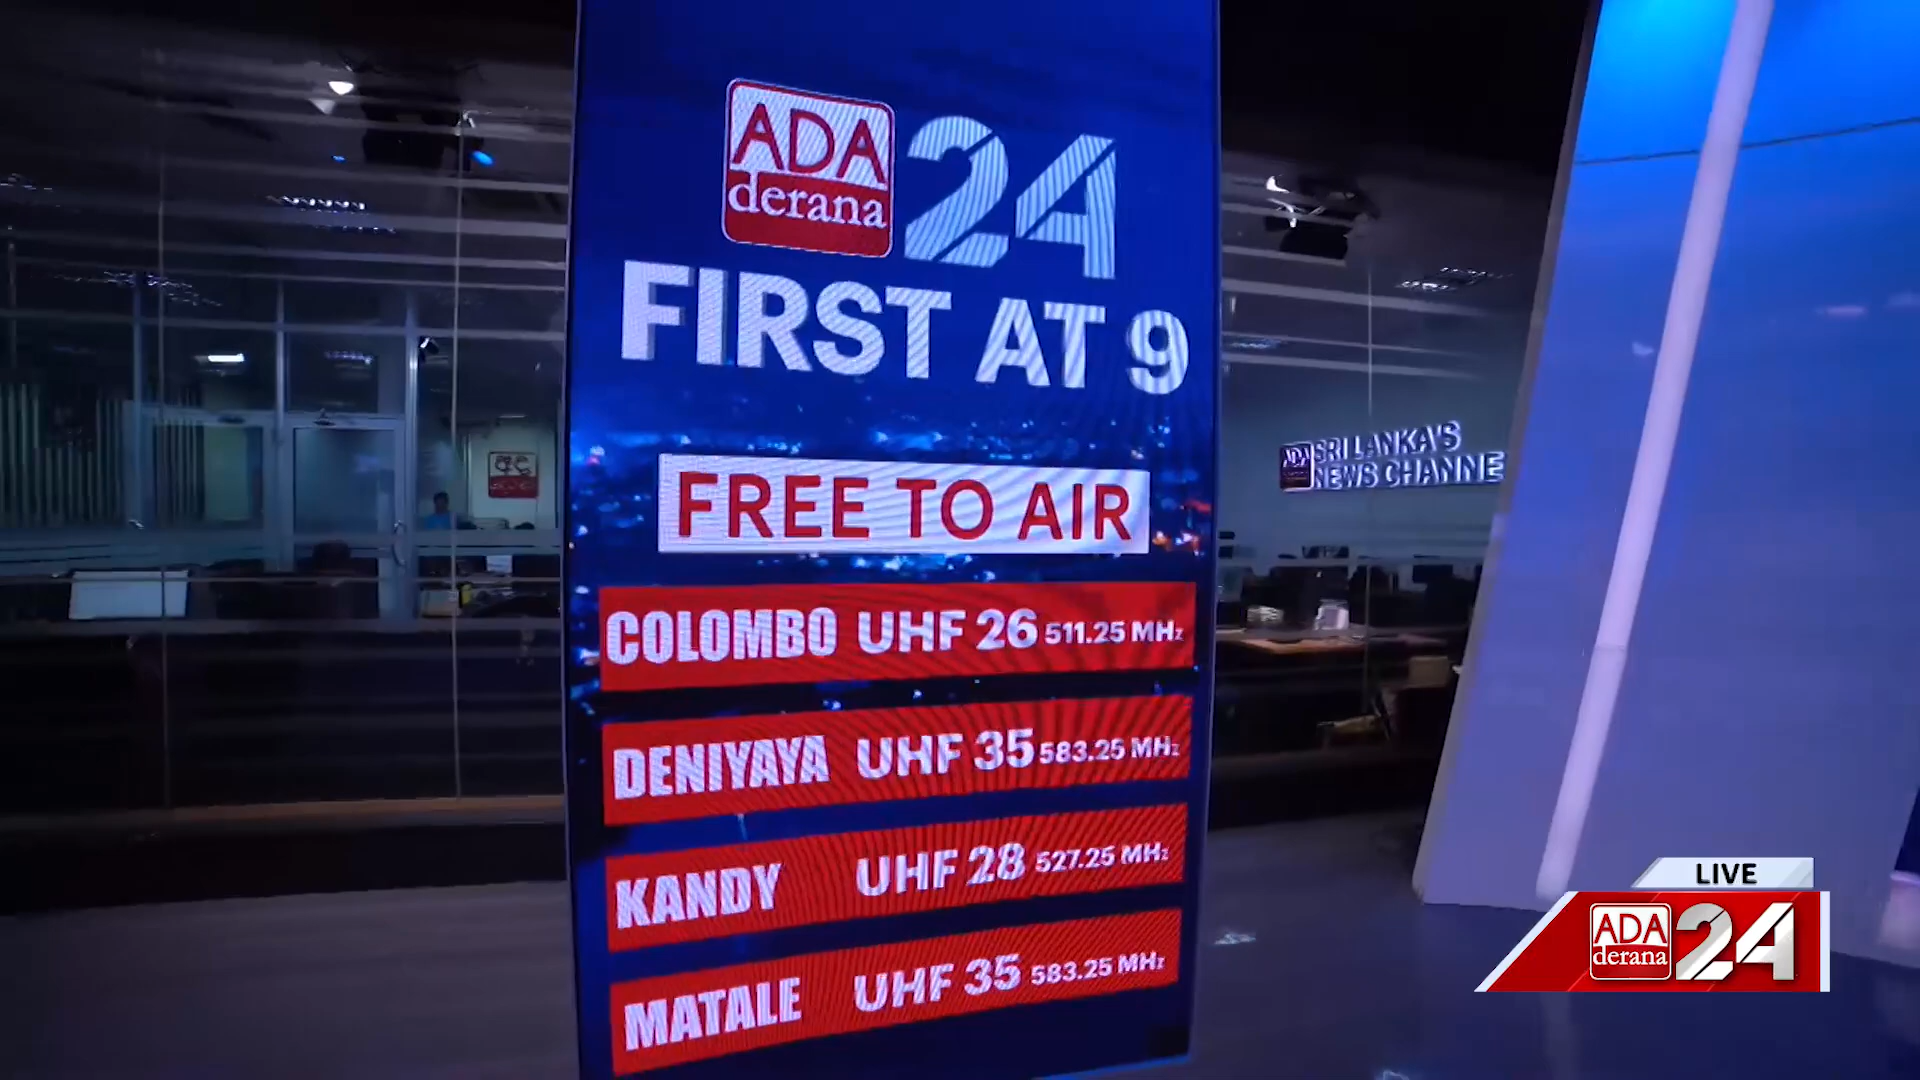 ADA
derana
24
FIRST AT 9
FREE TO AIR
COLOMBO UHF 26 511.25 MHz
DENIYAYA UHF 35 583.25 MHz
KANDY UHF 28 527.25 MHz
MATALE UHF 35 583.25 MHz
ADA
SRI LANKA'S
NEWS CHANNE
LIVE
ADA
derana
24